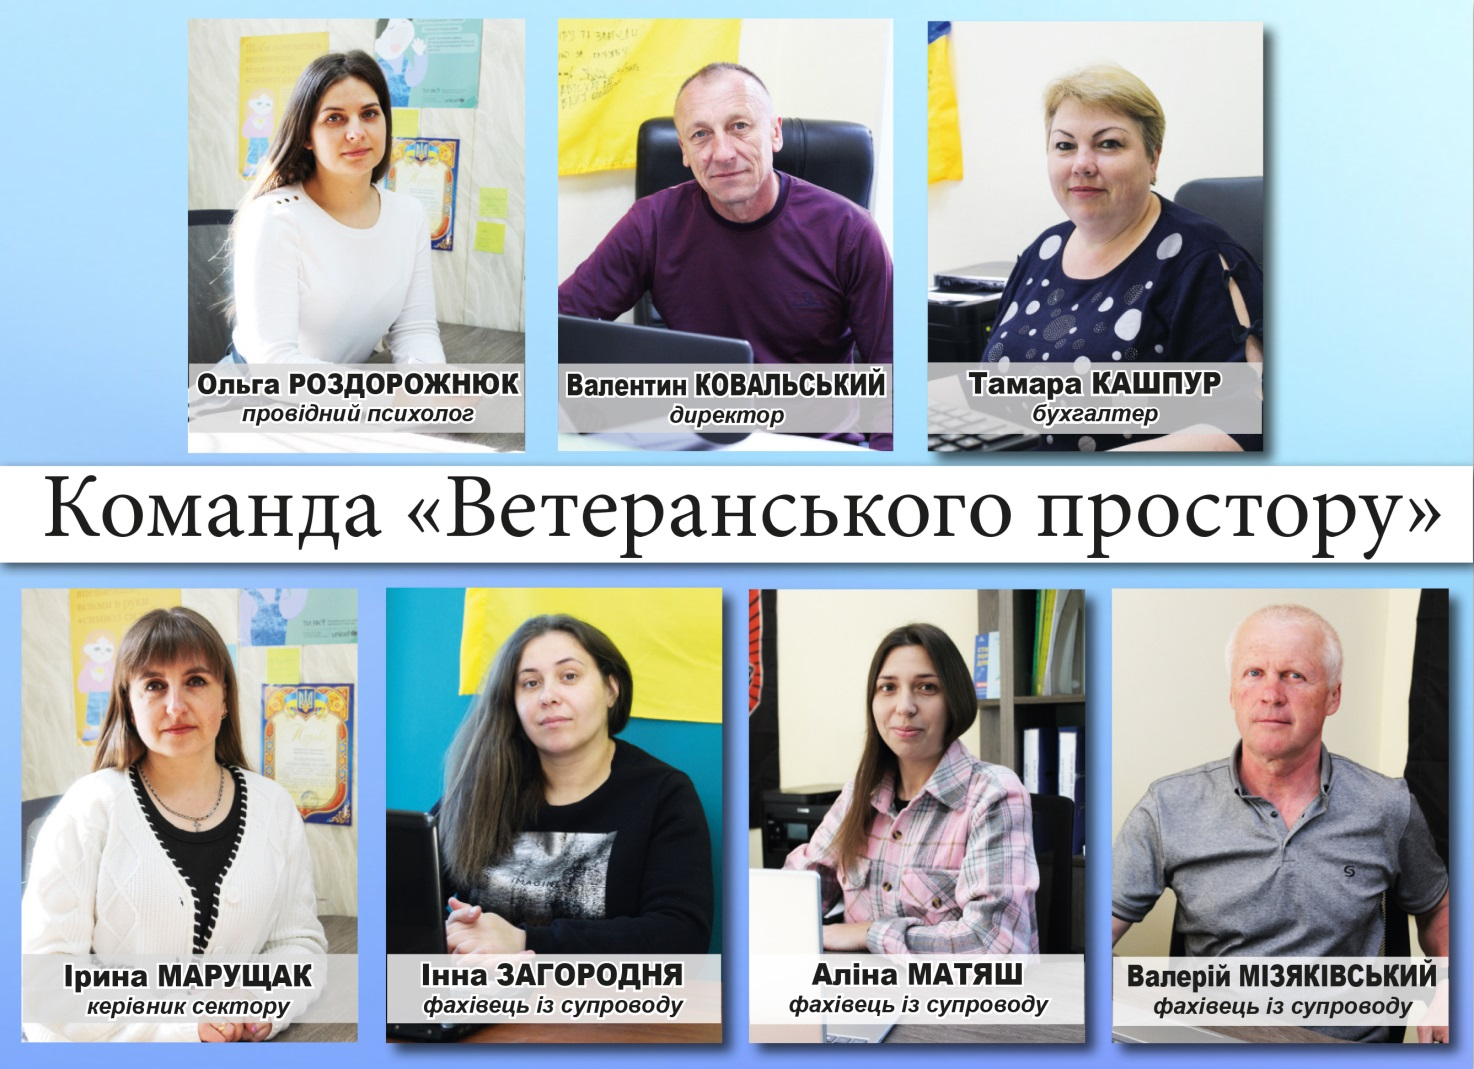 Ольга РОЗДОРОЖНЮК
провідний психолог
Валентин КОВАЛЬСЬКИЙ
директор
Тамара КАШПУР
бухгалтер
Команда «Ветеранського простору»
Ірина МАРУЩАК
керівник сектору
IMAGINE
Інна ЗАГОРОДНЯ
фахівець із супроводу
Аліна МАТЯШ
фахівець із супроводу
Валерій МІЗЯКІВСЬКИЙ
фахівець із супроводу